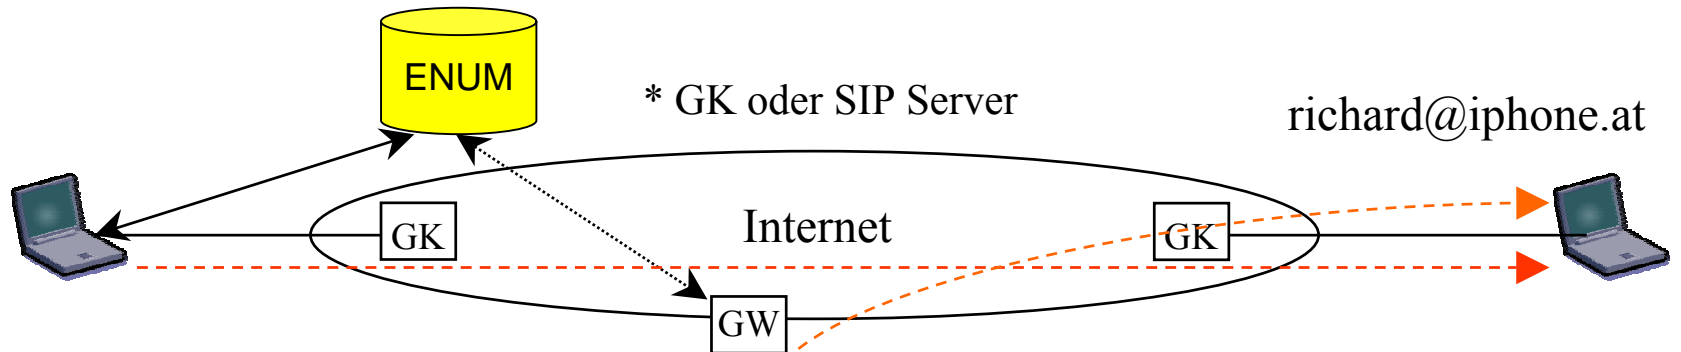 ENUM
* GK oder SIP Server
richard@iphone.at
GK
Internet
GK
GW